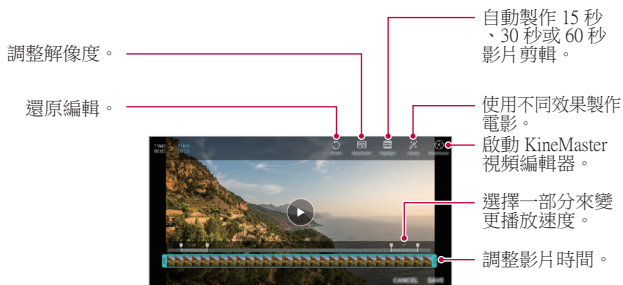 調整解像度。
還原編輯。
自動製作 15 秒
、30 秒或 60 秒
影片剪輯。
使用不同效果製作
電影。
啟動 KineMaster
視頻編輯器。
選擇一部分來變
更播放速度。
調整影片時間。
CANCEL SAVE